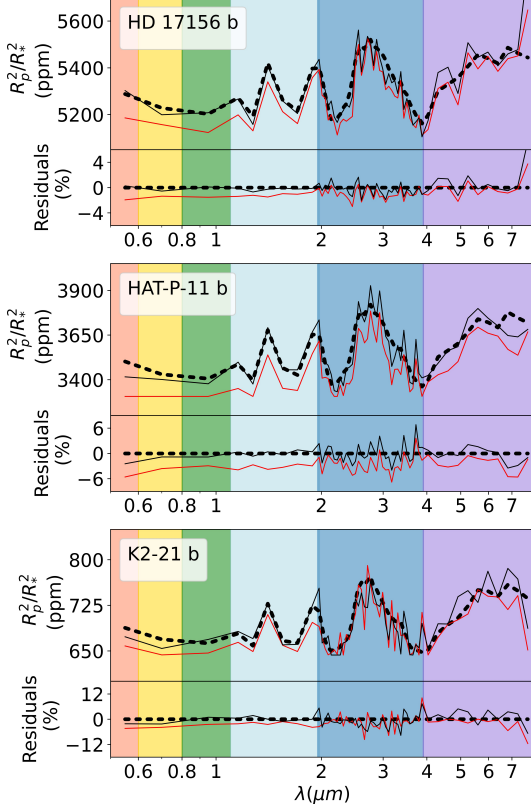 HD 17156 b
5600
5400
5200
R_p^2/R_*^2
(ppm)
4
0
−4
Residuals
(%)
0.6 0.8 1 2 3 4 5 6 7
HAT-P-11 b
3900
3650
3400
R_p^2/R_*^2
(ppm)
6
0
−6
Residuals
(%)
0.6 0.8 1 2 3 4 5 6 7
K2-21 b
800
725
650
R_p^2/R_*^2
(ppm)
12
0
−12
Residuals
(%)
0.6 0.8 1 2 3 4 5 6 7
λ(μm)